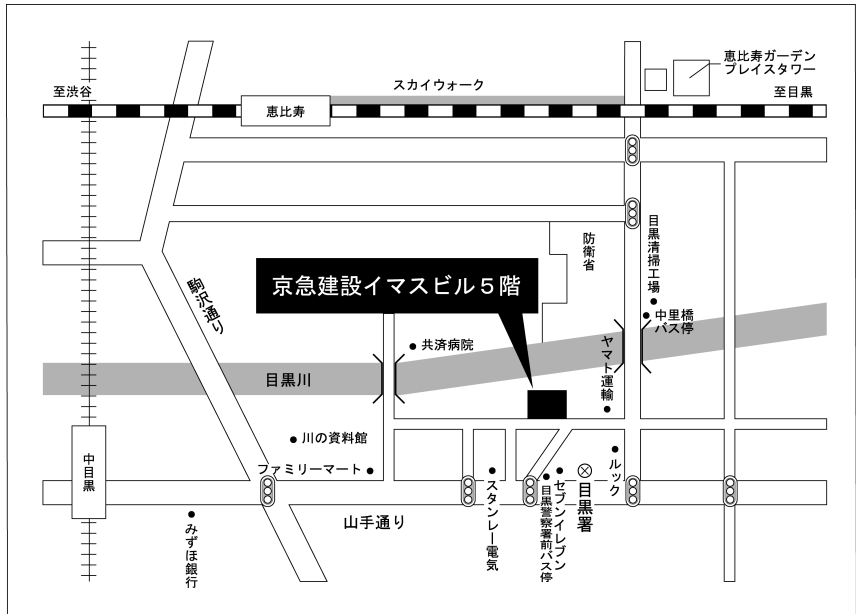 恵比寿ガーデン
プレイスタワー
スカイウォーク
至渋谷
至目黒
恵比寿
防衛省
目黒清掃工場
駒沢通り
京急建設イマスビル５階
中里橋
バス停
共済病院
ヤマト運輸
目黒川
川の資料館
中目黒
ファミリーマート
ルック
スタンレー電気
目黒警察署前バス停
セブンイレブン
目黒署
みずほ銀行
山手通り